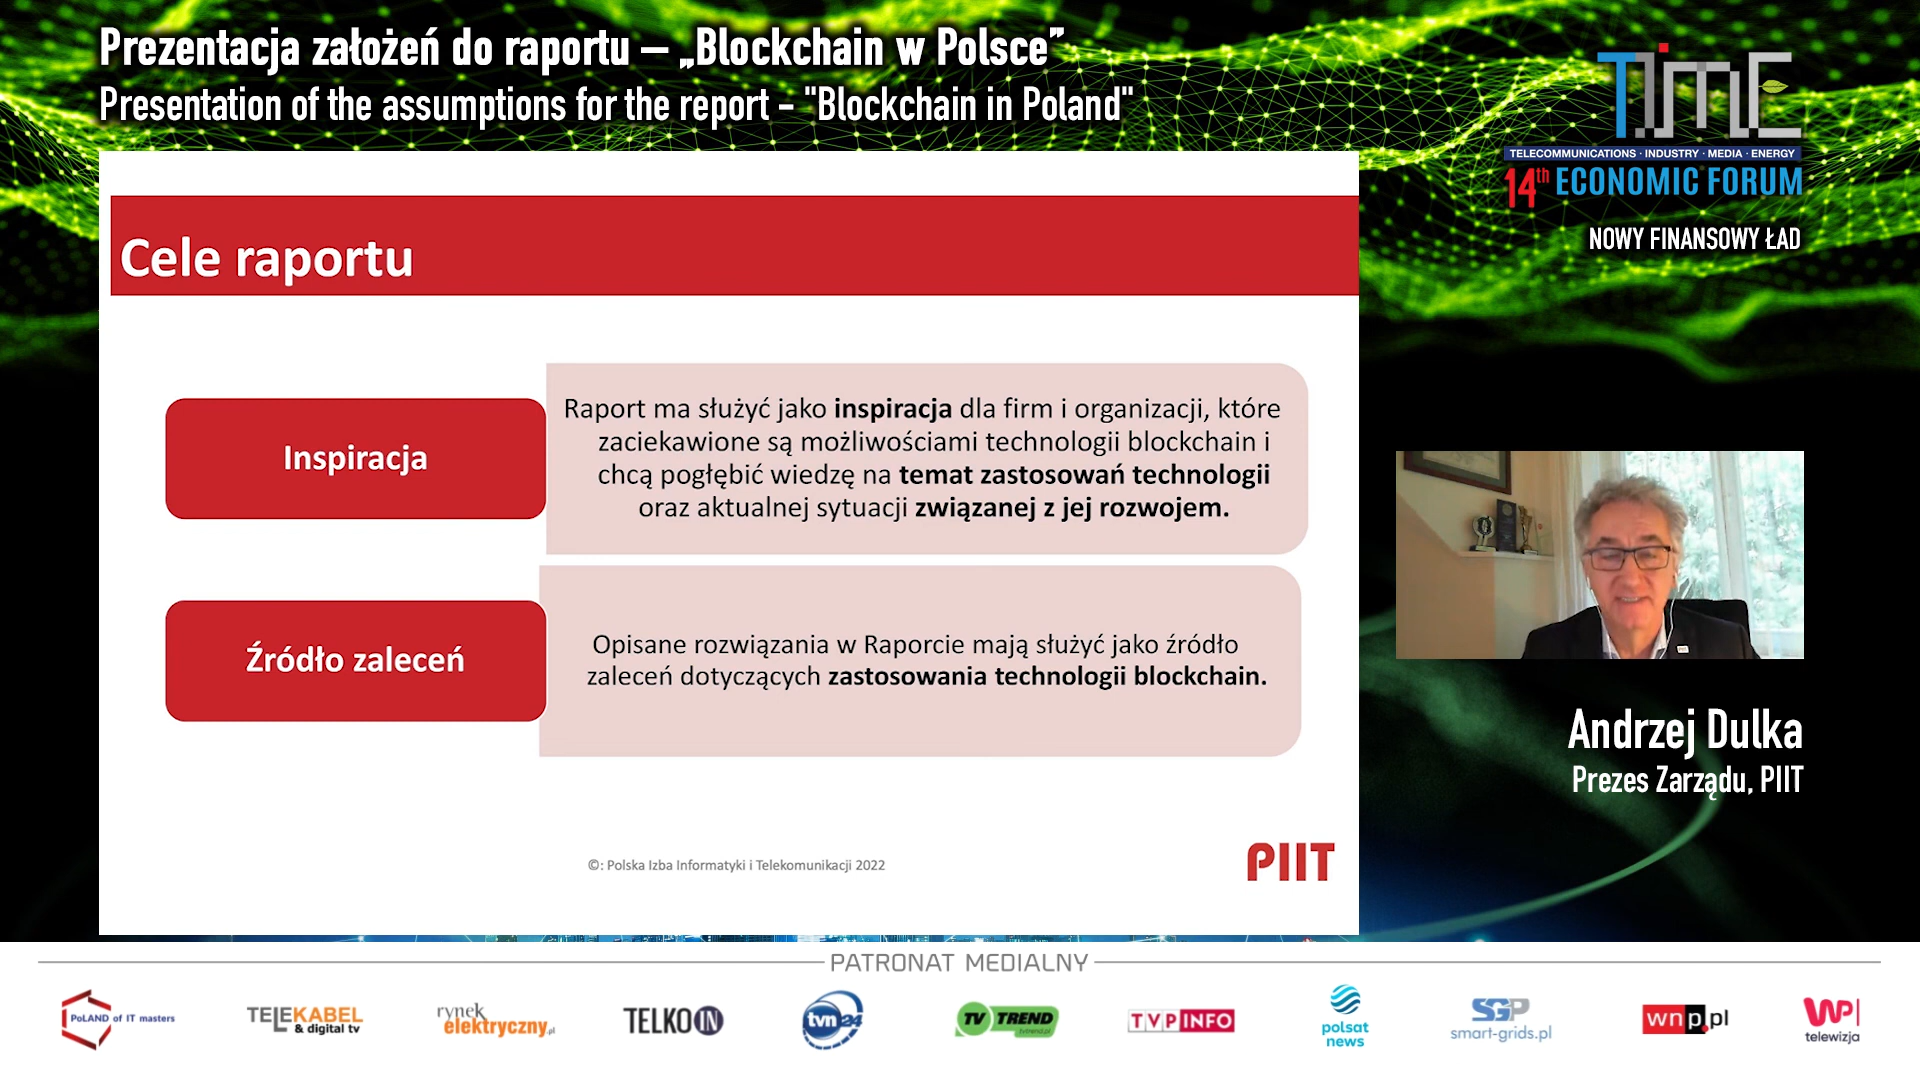 Prezentacja założeń do raportu – „Blockchain w Polsce”
Presentation of the assumptions for the report - "Blockchain in Poland"
TIME
TELECOMMUNICATIONS · INDUSTRY · MEDIA · ENERGY
14th ECONOMIC FORUM
NOWY FINANSOWY ŁAD
Cele raportu
Inspiracja
Raport ma służyć jako inspiracja dla firm i organizacji, które
zaciekawione są możliwościami technologii blockchain i
chcą pogłębić wiedzę na temat zastosowań technologii
oraz aktualnej sytuacji związanej z jej rozwojem.
Źródło zaleceń
Opisane rozwiązania w Raporcie mają służyć jako źródło
zaleceń dotyczących zastosowania technologii blockchain.
©: Polska Izba Informatyki i Telekomunikacji 2022
PIIT
Andrzej Dulka
Prezes Zarządu, PIIT
PATRONAT MEDIALNY
PoLAND of IT masters
TELEKABEL
& digital tv
rynek
elektryczny.pl
TELKO IN
tvn24
TV TREND
TVP INFO
polsat
news
SGP
smart-grids.pl
wnp.pl
WP
telewizja